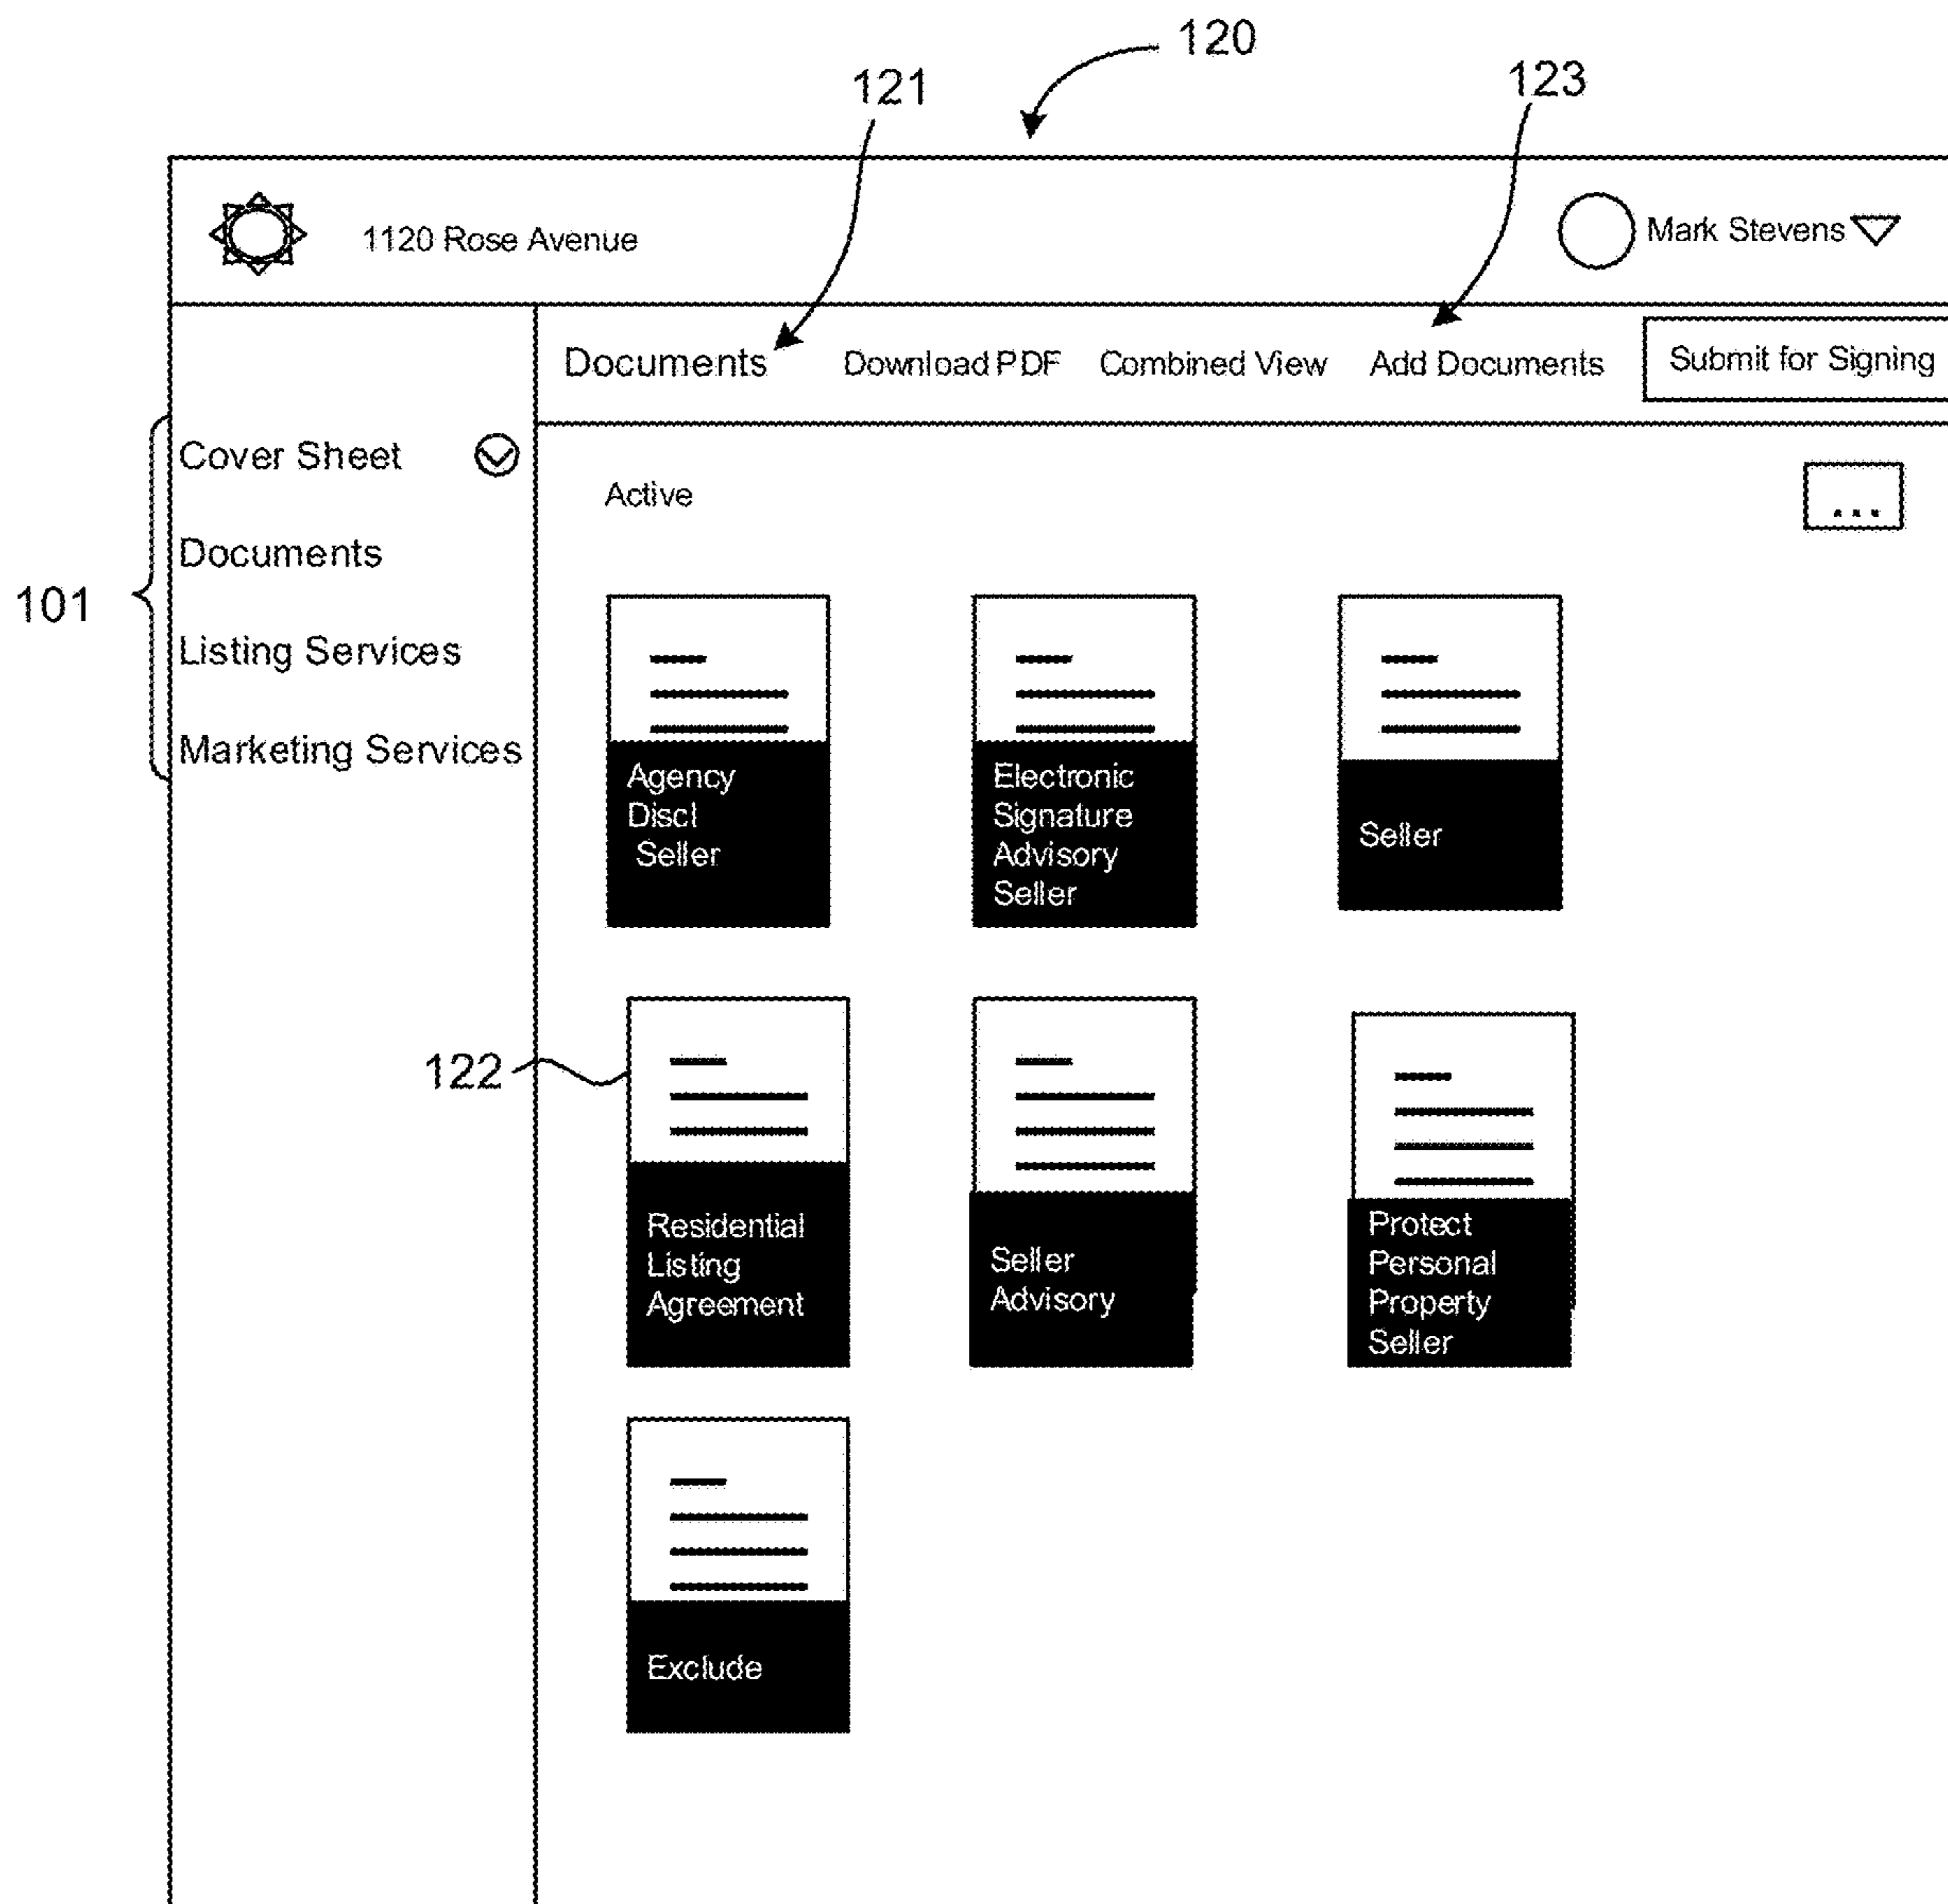 120
121
123
1120 Rose Avenue
Mark Stevens
Documents
Download PDF
Combined View
Add Documents
Submit for Signing
101
Cover Sheet
Documents
Listing Services
Marketing Services
Active
...
Agency
Discl
Seller
Electronic
Signature
Advisory
Seller
Seller
122
Residential
Listing
Agreement
Seller
Advisory
Protect
Personal
Property
Seller
Exclude